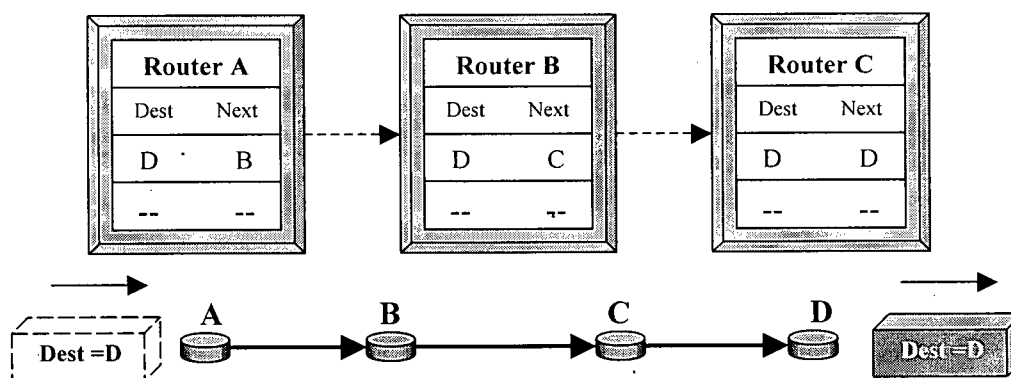 Router A Router B Router C
Dest Next Dest Next Dest Next
D B D C D D
-- -- -- -- -- --
A B C D
Dest =D Dest =D